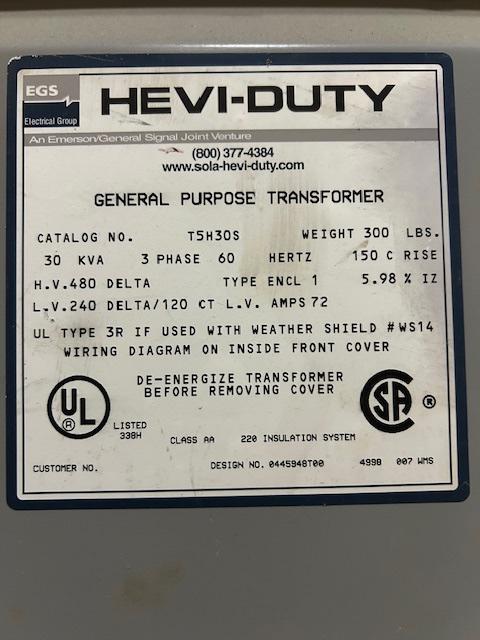 EGS
Electrical Group
HEVI-DUTY
An Emerson/General Signal Joint Venture
(800) 377-4384
www.sola-hevi-duty.com
GENERAL PURPOSE TRANSFORMER
CATALOG NO. T5H30S WEIGHT 300 LBS.
30 KVA 3 PHASE 60 HERTZ 150 C RISE
H.V.480 DELTA TYPE ENCL 1 5.98 % IZ
L.V.240 DELTA/120 CT L.V. AMPS 72
UL TYPE 3R IF USED WITH WEATHER SHIELD #WS14
WIRING DIAGRAM ON INSIDE FRONT COVER
DE-ENERGIZE TRANSFORMER
BEFORE REMOVING COVER
UL ®
LISTED
338H
SA ®
CLASS AA 220 INSULATION SYSTEM
CUSTOMER NO. DESIGN NO. 0445948T00 4998 007 WMS